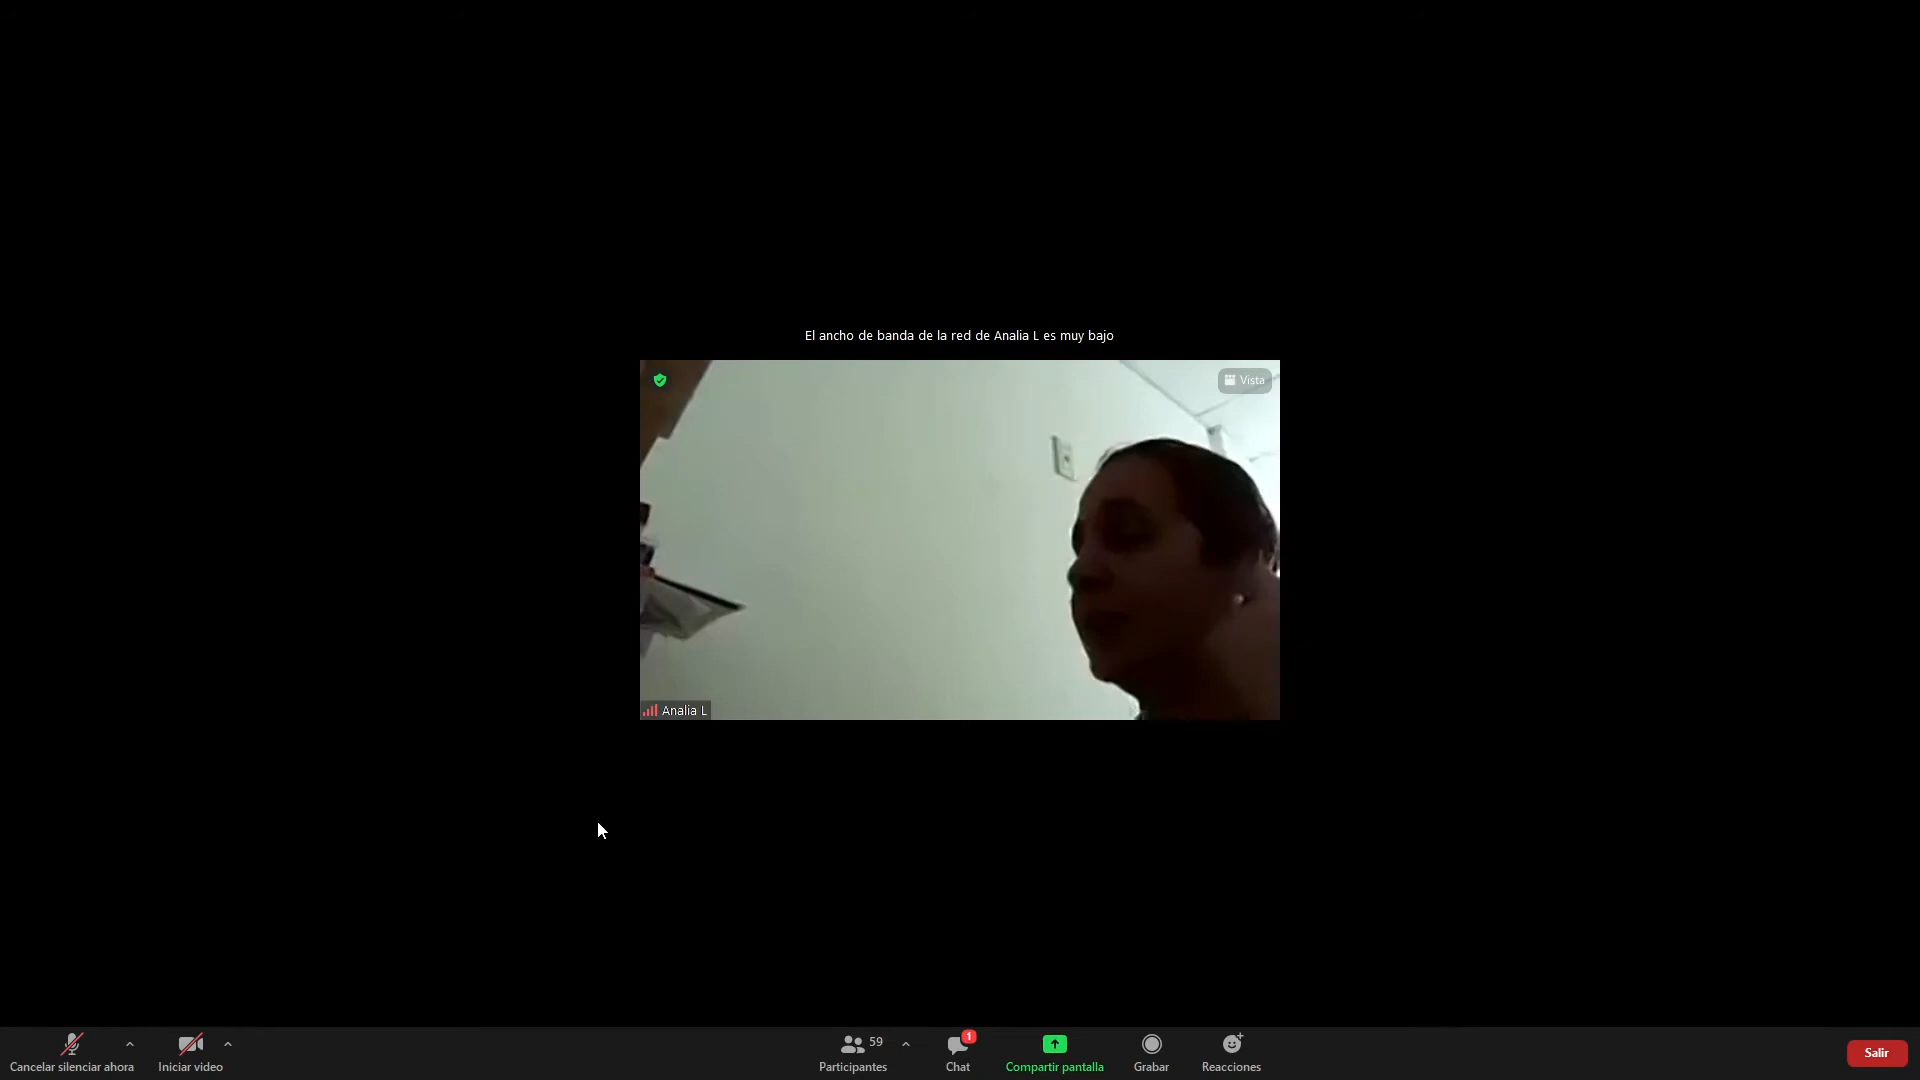 El ancho de banda de la red de Analia L es muy bajo
Vista
Analia L
Cancelar silenciar ahora
Iniciar video
59
Participantes
1
Chat
Compartir pantalla
Grabar
Reacciones
Salir